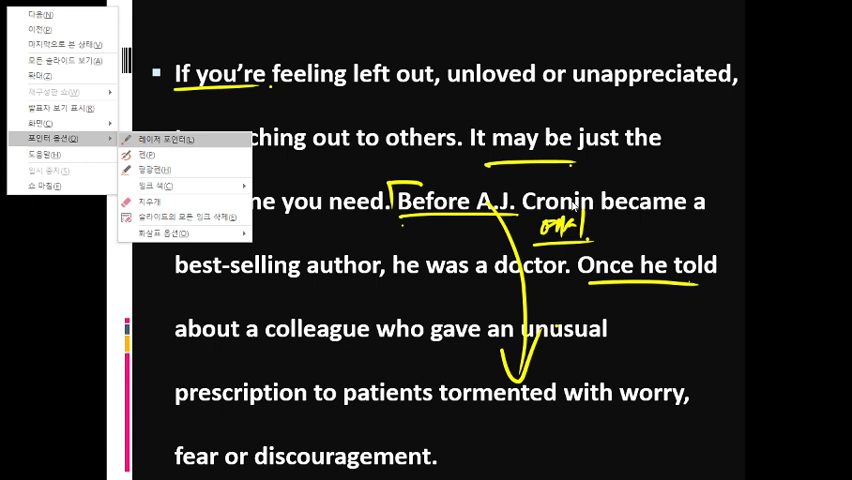 다음(N)
이전(P)
마지막으로 본 상태(V)
모든 슬라이드 보기(A)
확대(Z)
재구성한 쇼(W)
발표자 보기 표시(R)
화면(C)
포인터 옵션(O)
도움말(H)
일시 중지(S)
쇼 마침(E)
레이저 포인터(L)
펜(P)
형광펜(H)
잉크 색(C)
지우개
슬라이드의 모든 잉크 삭제(E)
화살표 옵션(O)
If you're feeling left out, unloved or unappreciated,
ching out to others. It may be just the
ne you need. Before A.J. Cronin became a
best-selling author, he was a doctor. Once he told
about a colleague who gave an unusual
prescription to patients tormented with worry,
fear or discouragement.